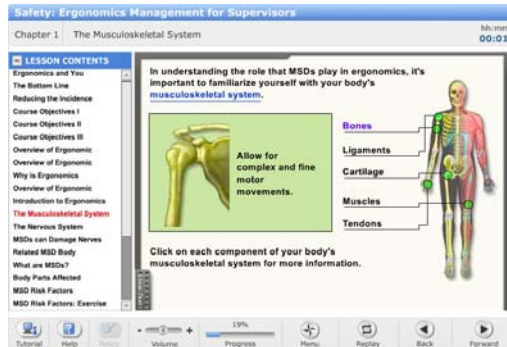 Safety: Ergonomics Management for Supervisors
Chapter 1 The Musculoskeletal System
hh:mm
00:01
LESSON CONTENTS
Ergonomics and You
The Bottom Line
Reducing the Incidence
Course Objectives I
Course Objectives II
Course Objectives III
Overview of Ergonomic
Overview of Ergonomic
Why is Ergonomics
Overview of Ergonomic
Introduction to Ergonomics
The Musculoskeletal System
The Nervous System
MSDs can Damage Nerves
Related MSD Body
What are MSDs?
Body Parts Affected
MSD Risk Factors
MSD Risk Factors: Exercise
In understanding the role that MSDs play in ergonomics, it's
important to familiarize yourself with your body's
musculoskeletal system.
Allow for
complex and fine
motor
movements.
Bones
Ligaments
Cartilage
Muscles
Tendons
Click on each component of your body's
musculoskeletal system for more information.
Tutorial
Help
Policy
- +
Volume
19%
Progress
Menu
Replay
Back
Forward